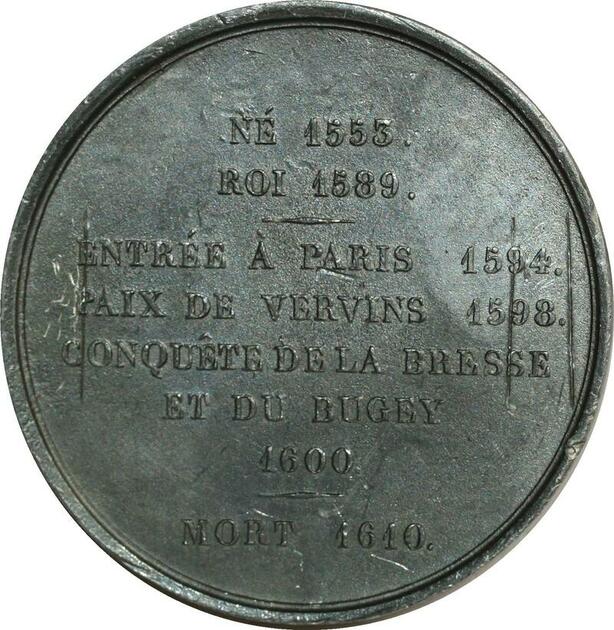 NÉ 1553.
ROI 1589.
ENTRÉE À PARIS 1594.
PAIX DE VERVINS 1598.
CONQUÊTE DE LA BRESSE
ET DU BUGEY
1600
MORT 1610.